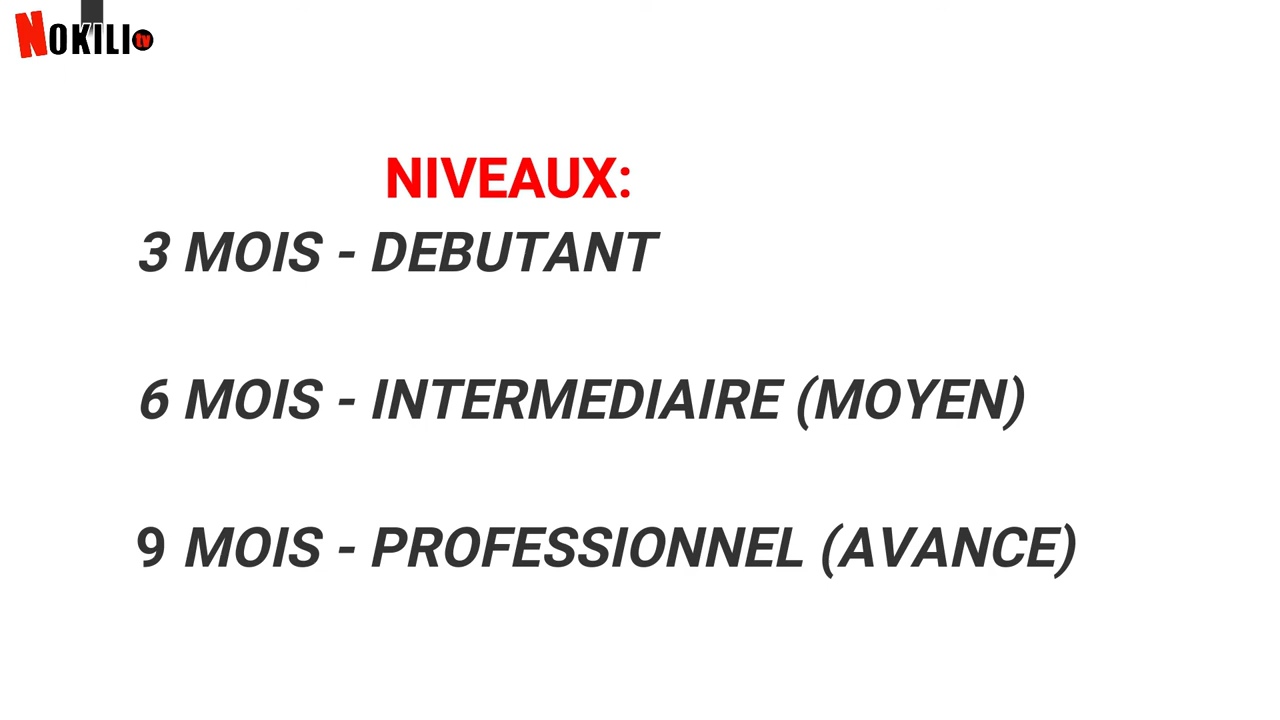 NOKILI tv
NIVEAUX:
3 MOIS - DEBUTANT
6 MOIS - INTERMEDIAIRE (MOYEN)
9 MOIS - PROFESSIONNEL (AVANCE)